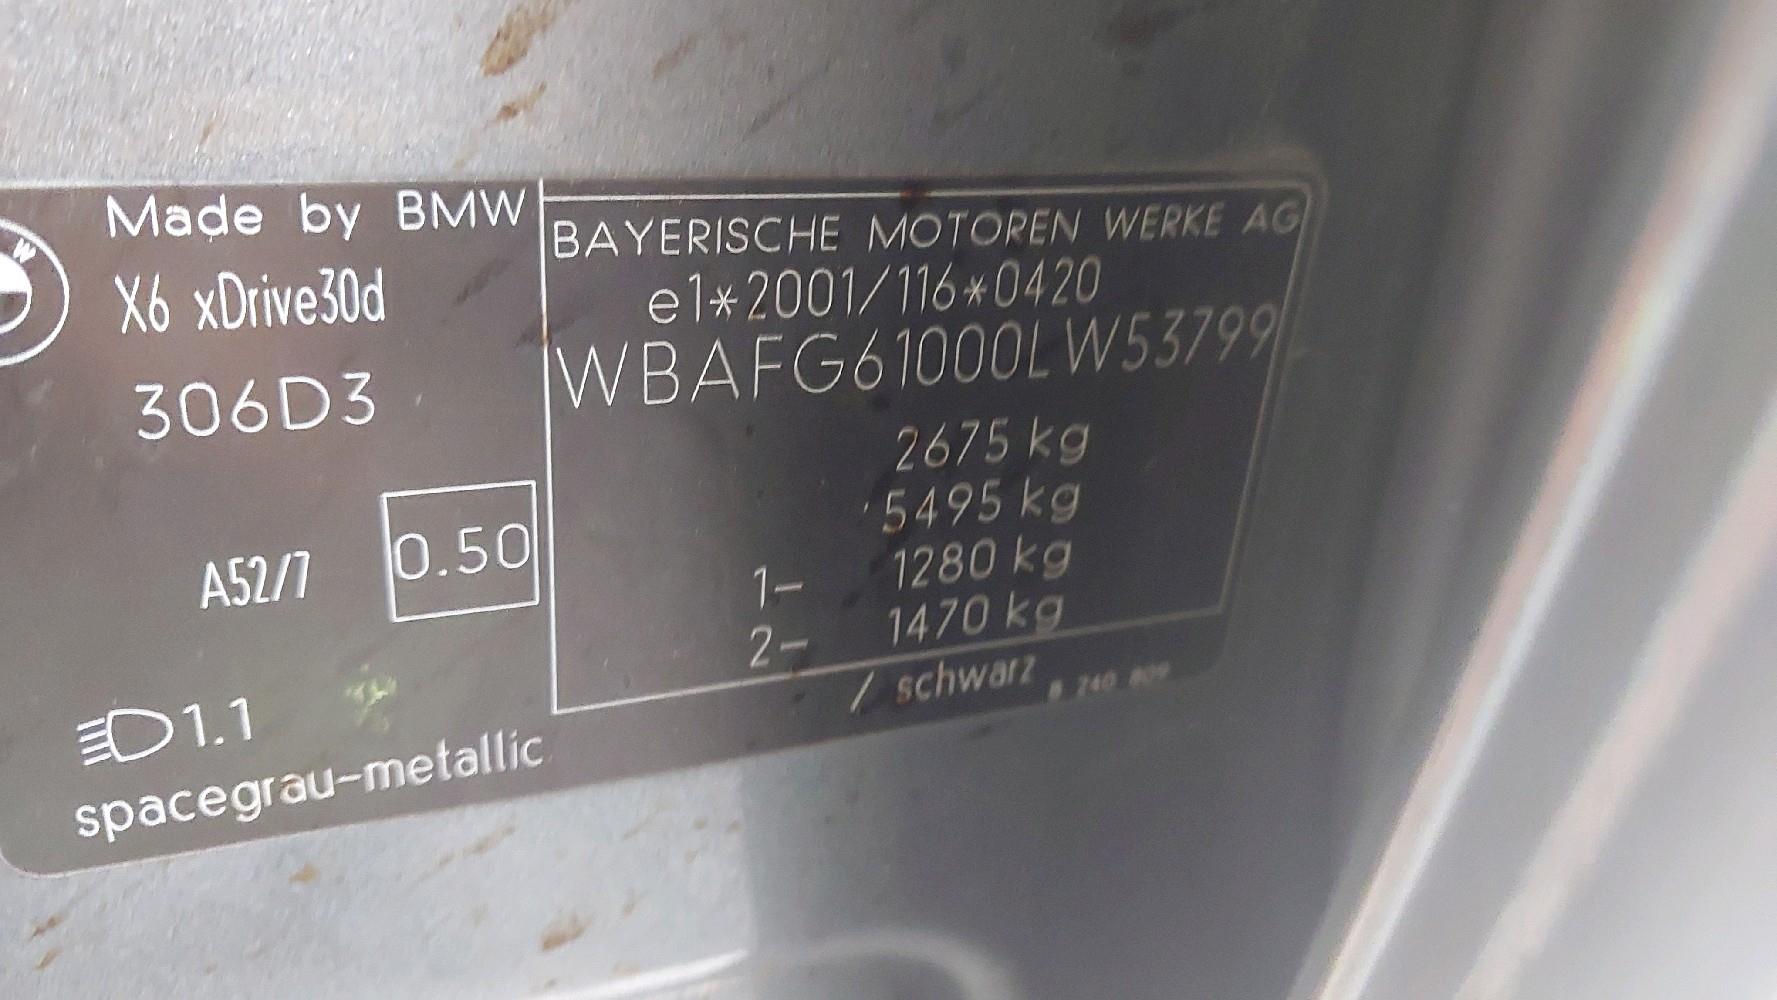 Made by BMW
X6 xDrive30d
306D3
A52/7
0.50
1.1
spacegrau-metallic
BAYERISCHE MOTOREN WERKE AG
e1*2001/116*0420
WBAFG61000LW53799
2675 kg
5495 kg
1- 1280 kg
2- 1470 kg
/ schwarz